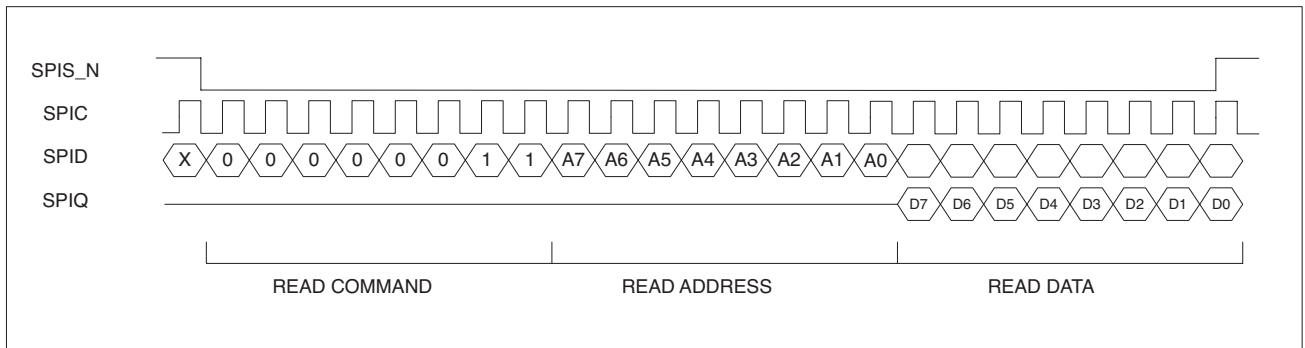 SPIS_N
SPIC
SPID X 0 0 0 0 0 0 1 1 A7 A6 A5 A4 A3 A2 A1 A0
SPIQ D7 D6 D5 D4 D3 D2 D1 D0
READ COMMAND READ ADDRESS READ DATA